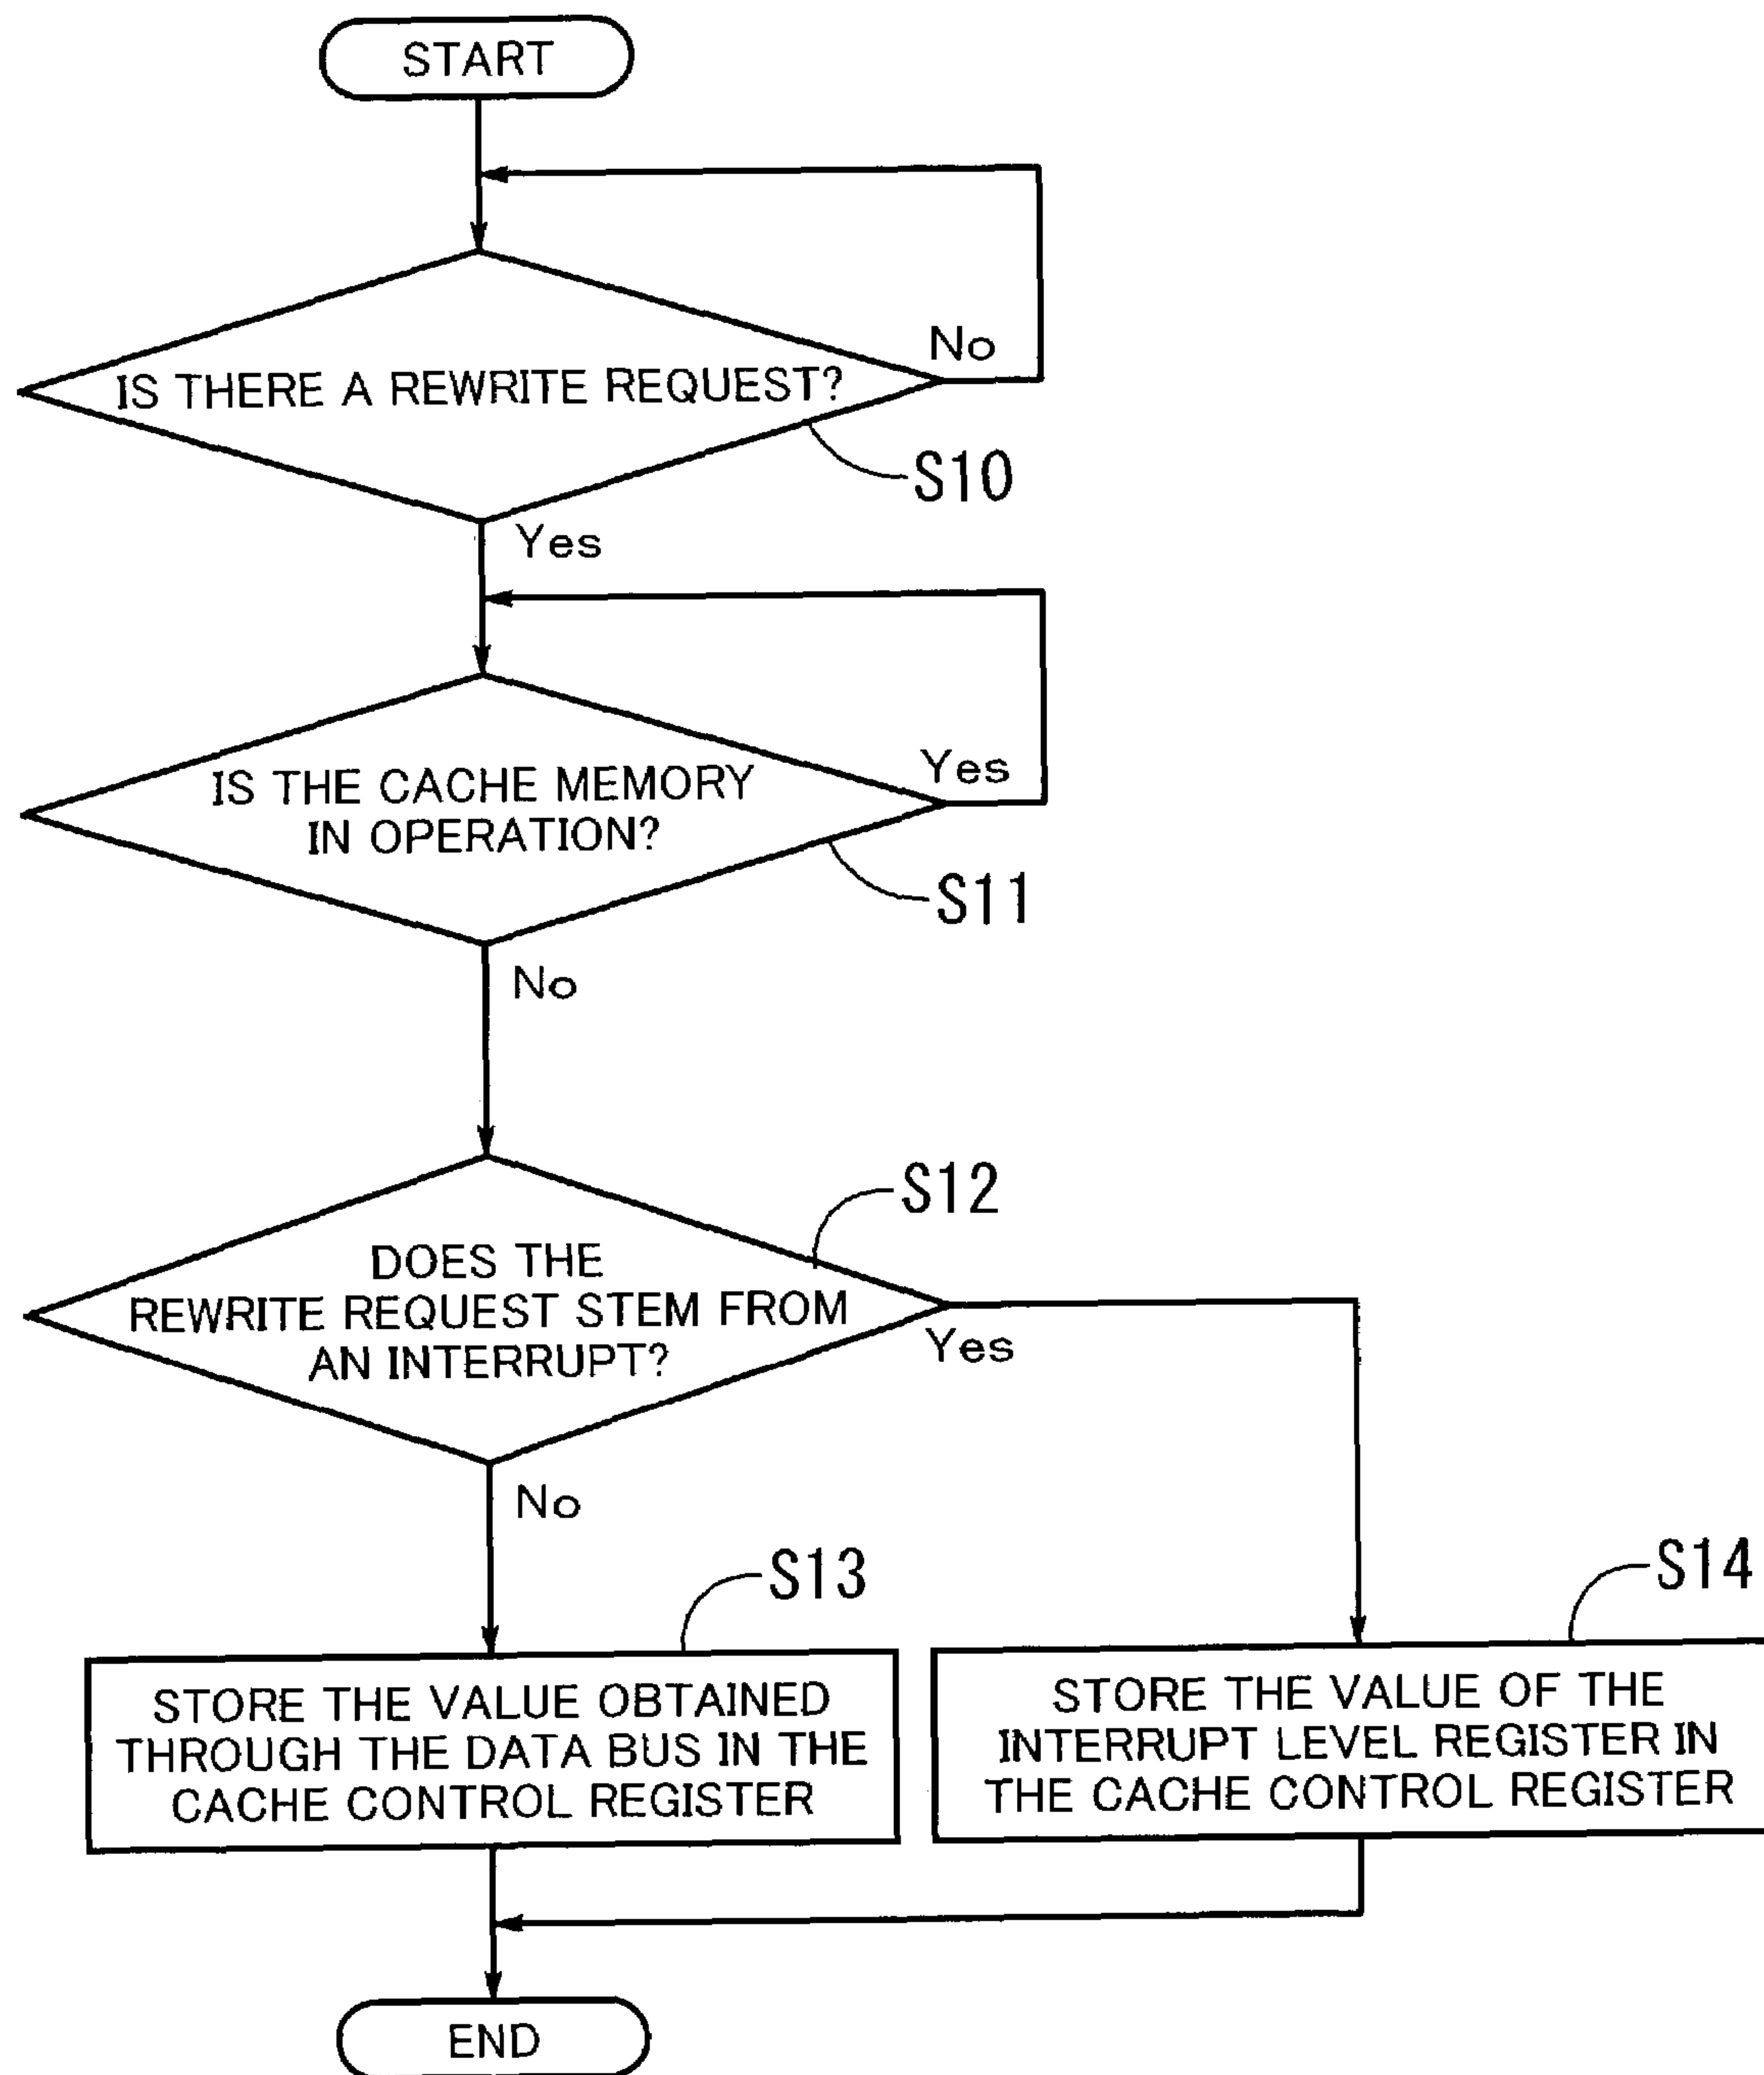 START
No
IS THERE A REWRITE REQUEST?
S10
Yes
Yes
IS THE CACHE MEMORY
IN OPERATION?
S11
No
S12
DOES THE
REWRITE REQUEST STEM FROM
AN INTERRUPT?
Yes
No
S13
S14
STORE THE VALUE OBTAINED
THROUGH THE DATA BUS IN THE
CACHE CONTROL REGISTER
STORE THE VALUE OF THE
INTERRUPT LEVEL REGISTER IN
THE CACHE CONTROL REGISTER
END